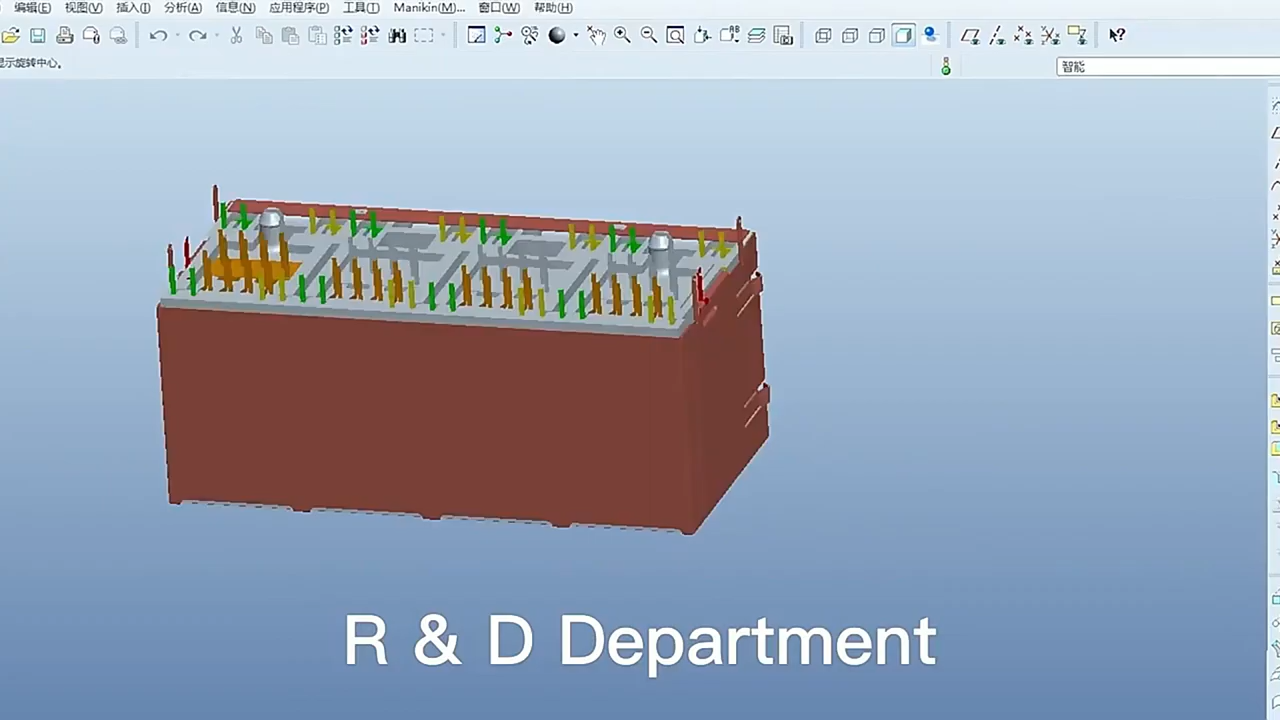 编辑(E) 视图(V) 插入(I) 分析(A) 信息(N) 应用程序(P) 工具(T) Manikin(M)... 窗口(W) 帮助(H)
显示旋转中心。
智能
R & D Department